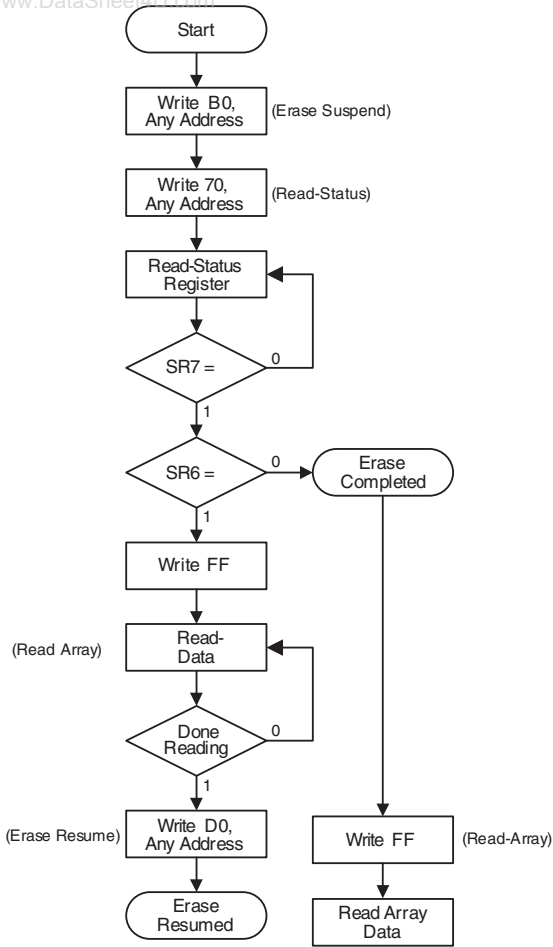 www.DataSheet4U.com
Start
Write B0,
Any Address
(Erase Suspend)
Write 70,
Any Address
(Read-Status)
Read-Status
Register
SR7 =
0
1
SR6 =
0
Erase
Completed
1
Write FF
(Read Array)
Read-
Data
Done
Reading
0
1
(Erase Resume)
Write D0,
Any Address
Write FF
(Read-Array)
Erase
Resumed
Read Array
Data